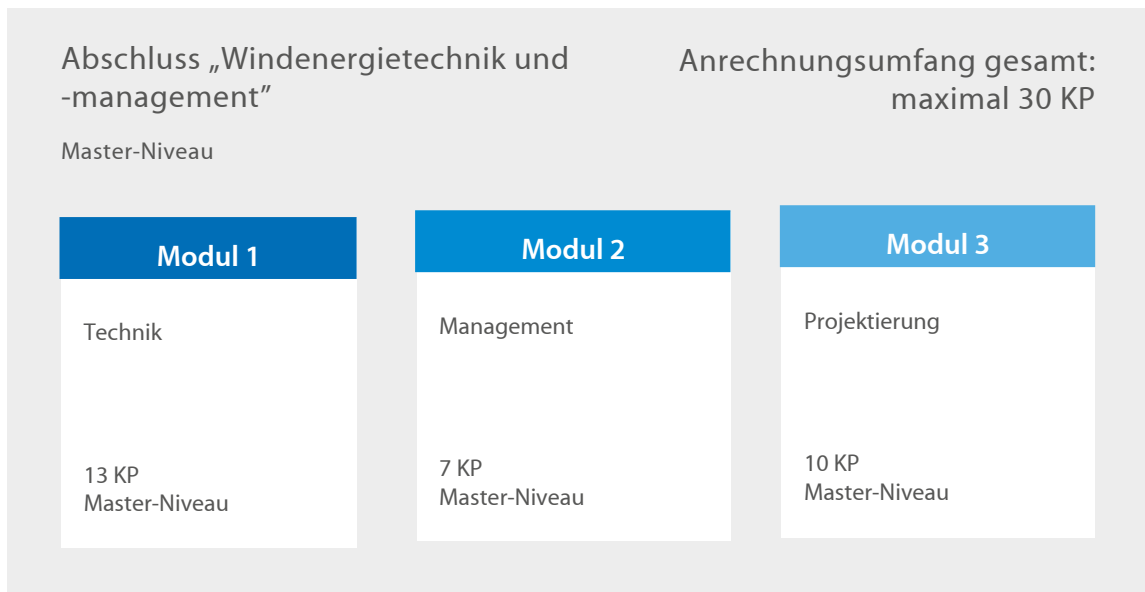 Abschluss „Windenergietechnik und
-management”
Anrechnungsumfang gesamt:
maximal 30 KP
Master-Niveau
Modul 1
Technik
13 KP
Master-Niveau
Modul 2
Management
7 KP
Master-Niveau
Modul 3
Projektierung
10 KP
Master-Niveau